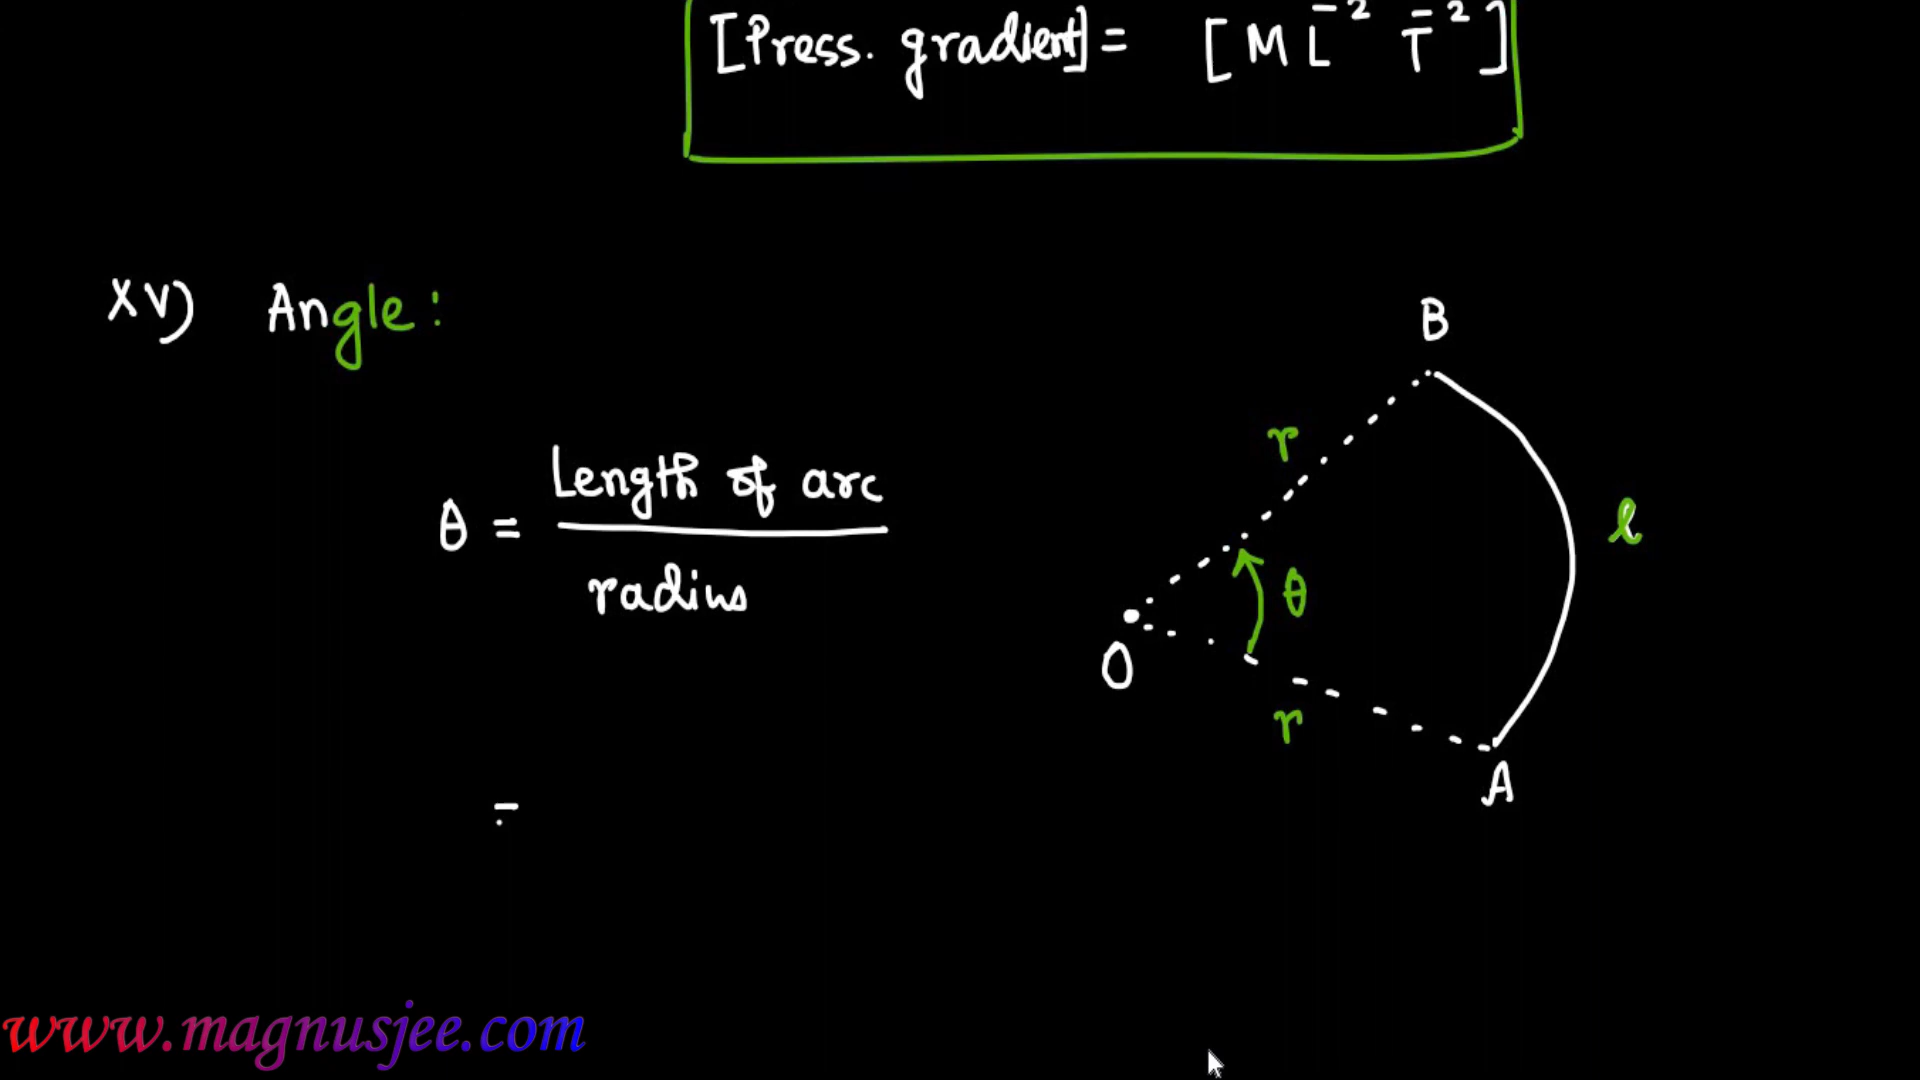 [Press. gradient] = [M L⁻² T⁻²]
XV) Angle:
B
r
Length of arc
θ =
l
radius
θ
O
r
A
=
www.magnusjee.com